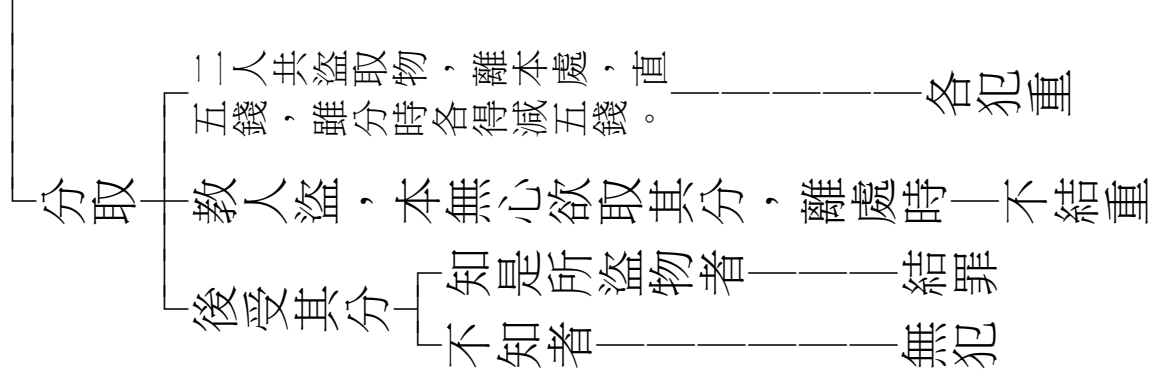 分取
二人共盜取物，離本處，直
五錢，雖分時各得減五錢。
各犯重
教人盜，本無心欲取其分，離處時
不結重
後受其分
知是所盜物者
結罪
不知者
無犯